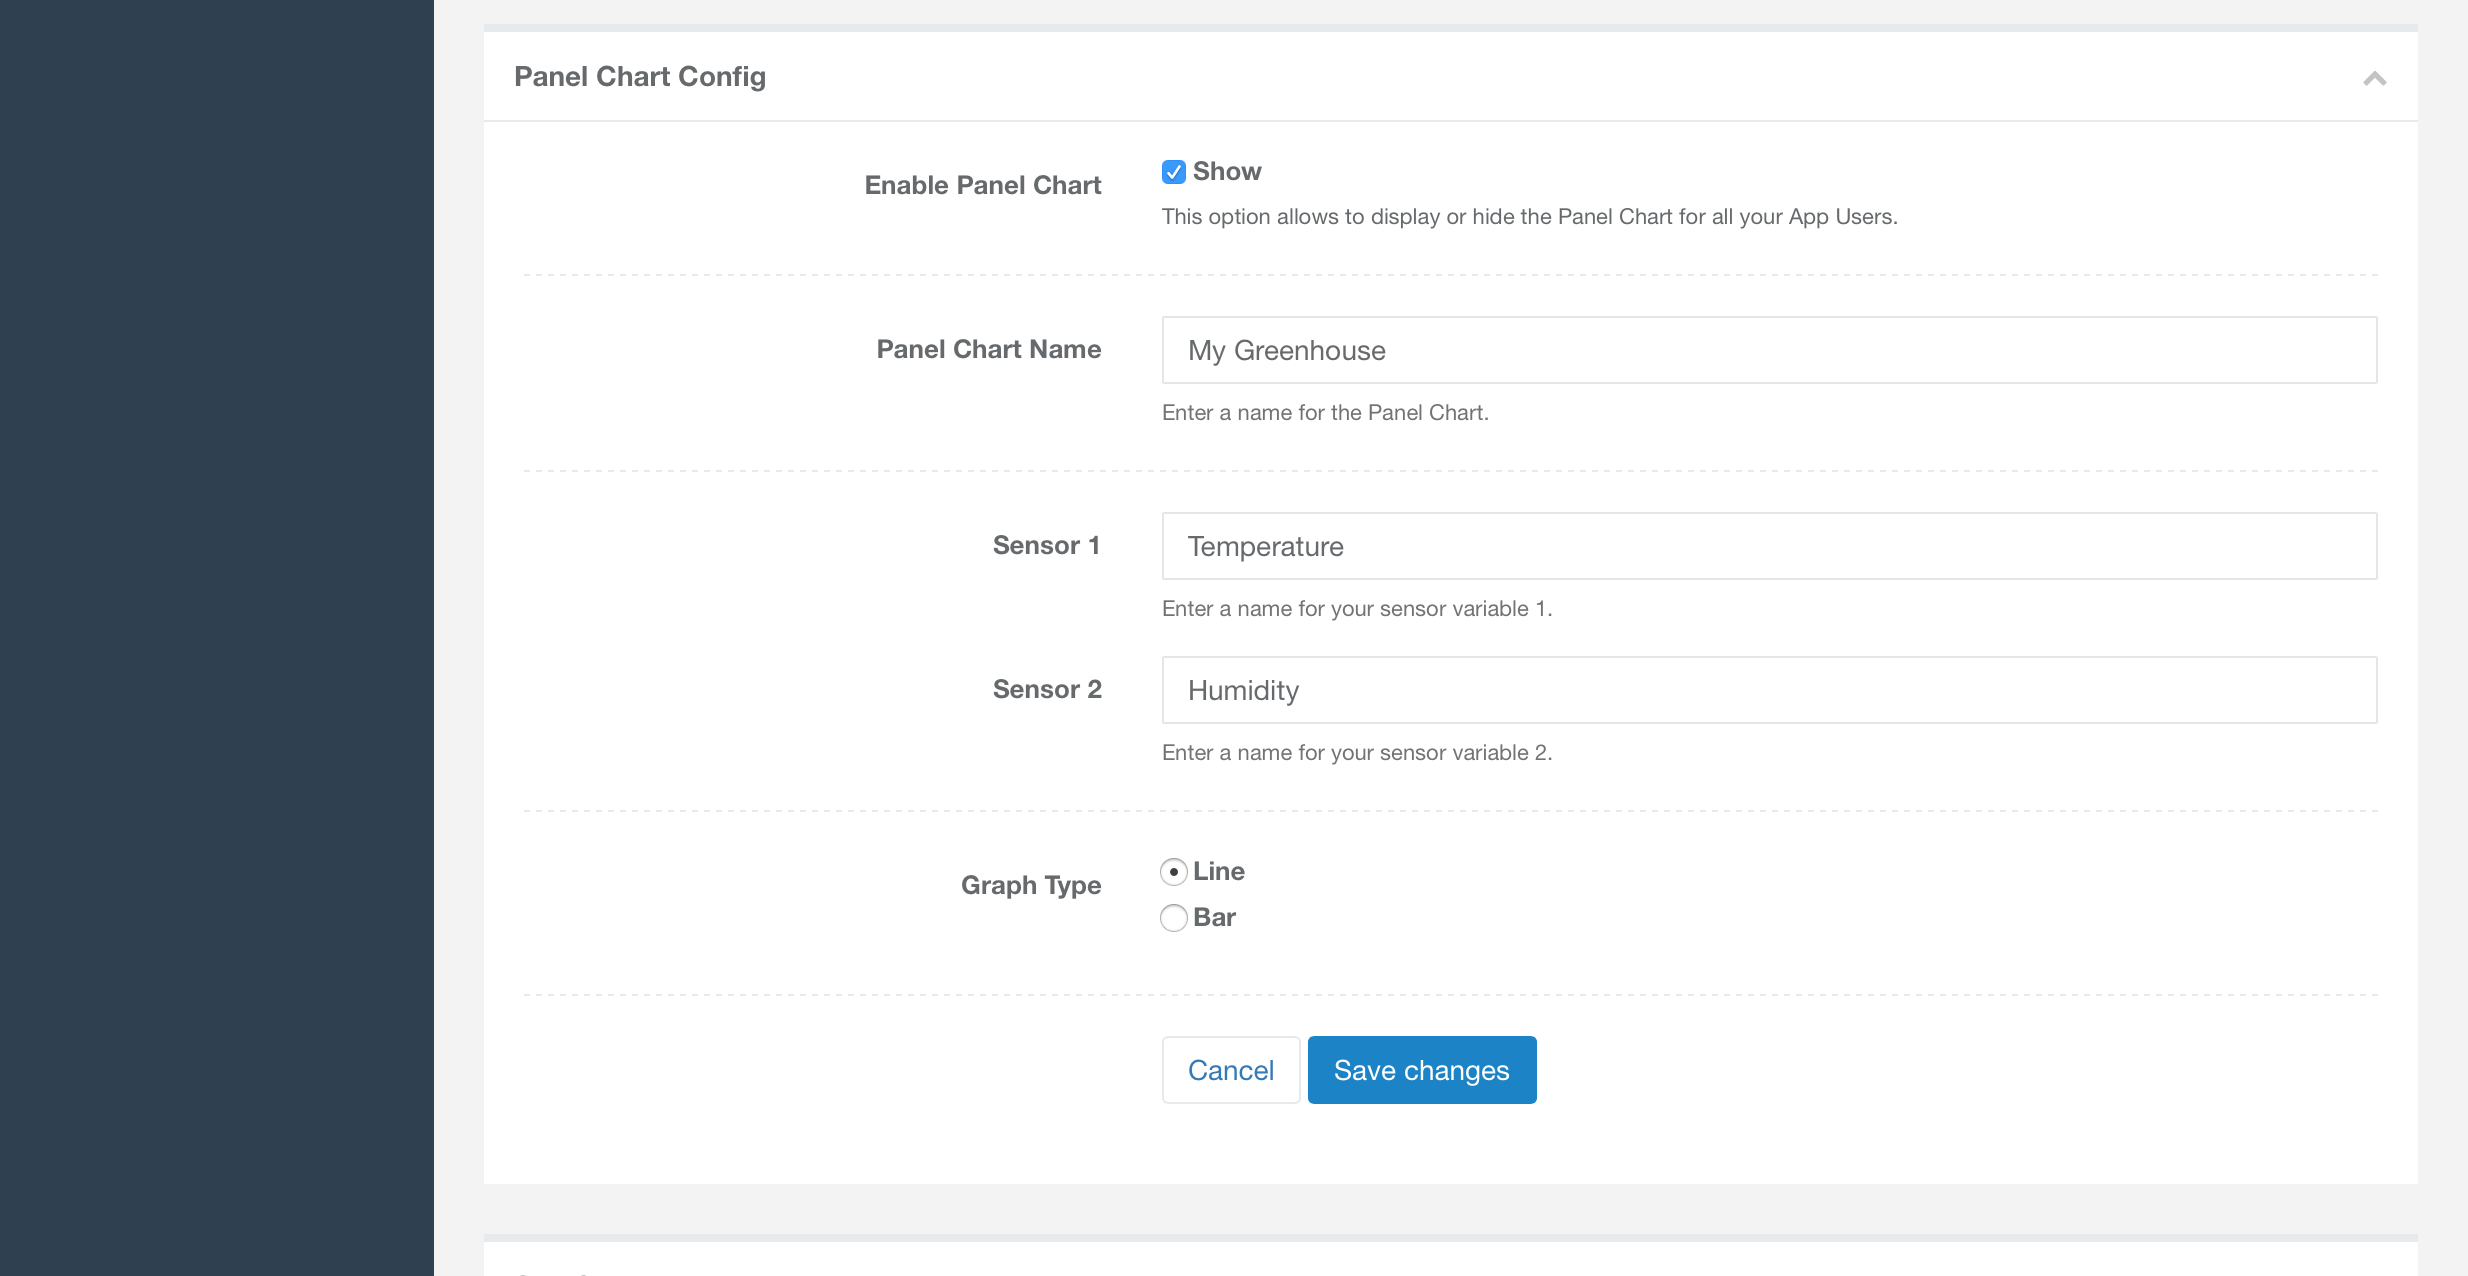 Panel Chart Config
Enable Panel Chart
Show
This option allows to display or hide the Panel Chart for all your App Users.
Panel Chart Name
My Greenhouse
Enter a name for the Panel Chart.
Sensor 1
Temperature
Enter a name for your sensor variable 1.
Sensor 2
Humidity
Enter a name for your sensor variable 2.
Graph Type
Line
Bar
Cancel
Save changes